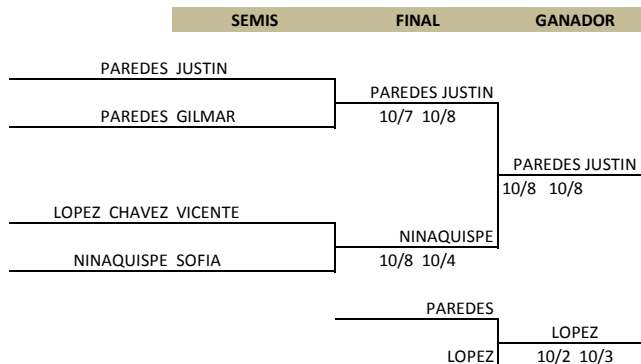 SEMIS FINAL GANADOR
PAREDES JUSTIN
PAREDES JUSTIN
PAREDES GILMAR
10/7 10/8
PAREDES JUSTIN
10/8 10/8
LOPEZ CHAVEZ VICENTE
NINAQUISPE
NINAQUISPE SOFIA
10/8 10/4
PAREDES
LOPEZ
LOPEZ
10/2 10/3